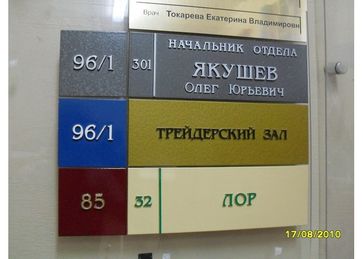 Врач Токарева Екатерина Владимировн
96/1 301 НАЧАЛЬНИК ОТДЕЛА
ЯКУШЕВ
ОЛЕГ ЮРЬЕВИЧ
96/1 ТРЕЙДЕРСКИЙ ЗАЛ
85 32 ЛОР
17/08/2010